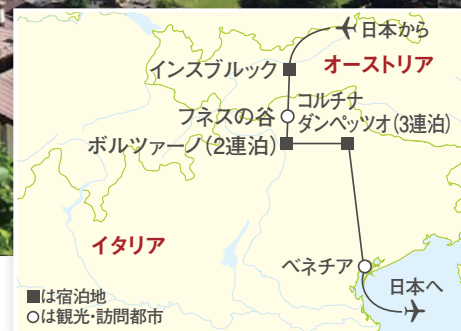 日本から
オーストリア
インスブルック
コルチナ
フネスの谷
ダンペッツオ(3連泊)
ボルツァーノ(2連泊)
イタリア
ベネチア
日本へ
■は宿泊地
○は観光・訪問都市